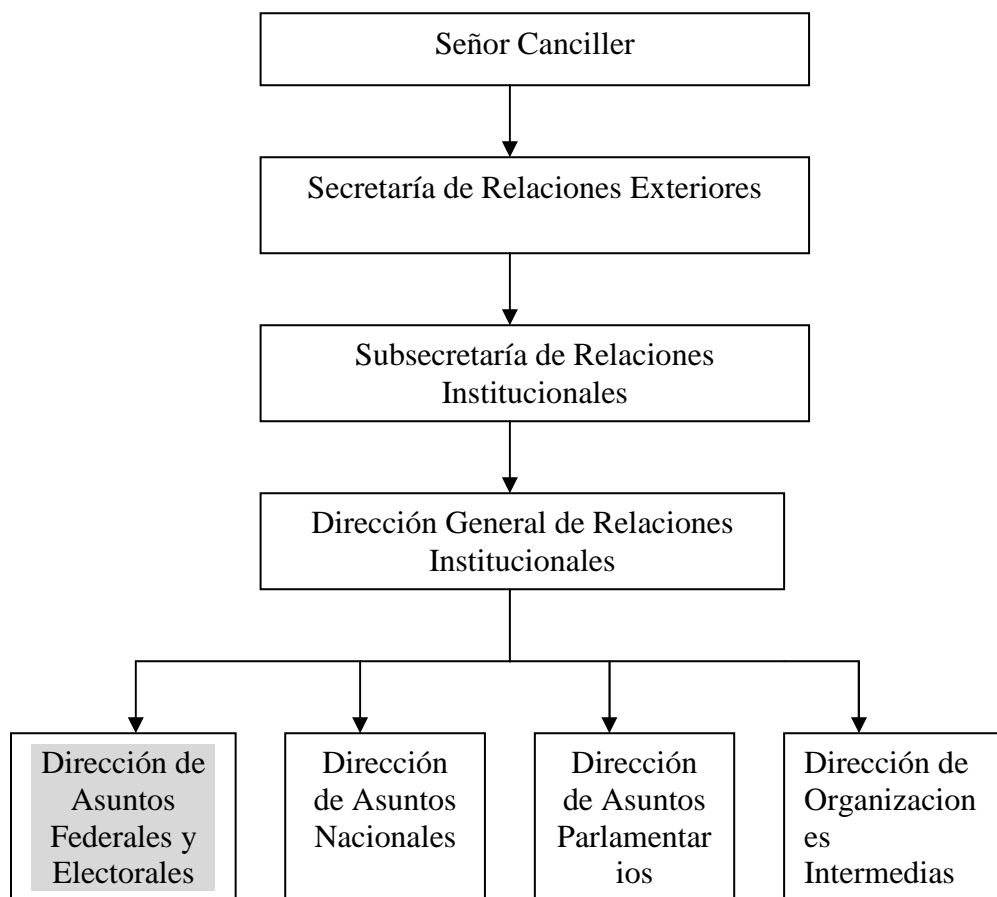 Señor Canciller
Secretaría de Relaciones Exteriores
Subsecretaría de Relaciones
Institucionales
Dirección General de Relaciones
Institucionales
Dirección de
Asuntos
Federales y
Electorales
Dirección
de Asuntos
Nacionales
Dirección
de Asuntos
Parlamentar
ios
Dirección de
Organizacion
es
Intermedias